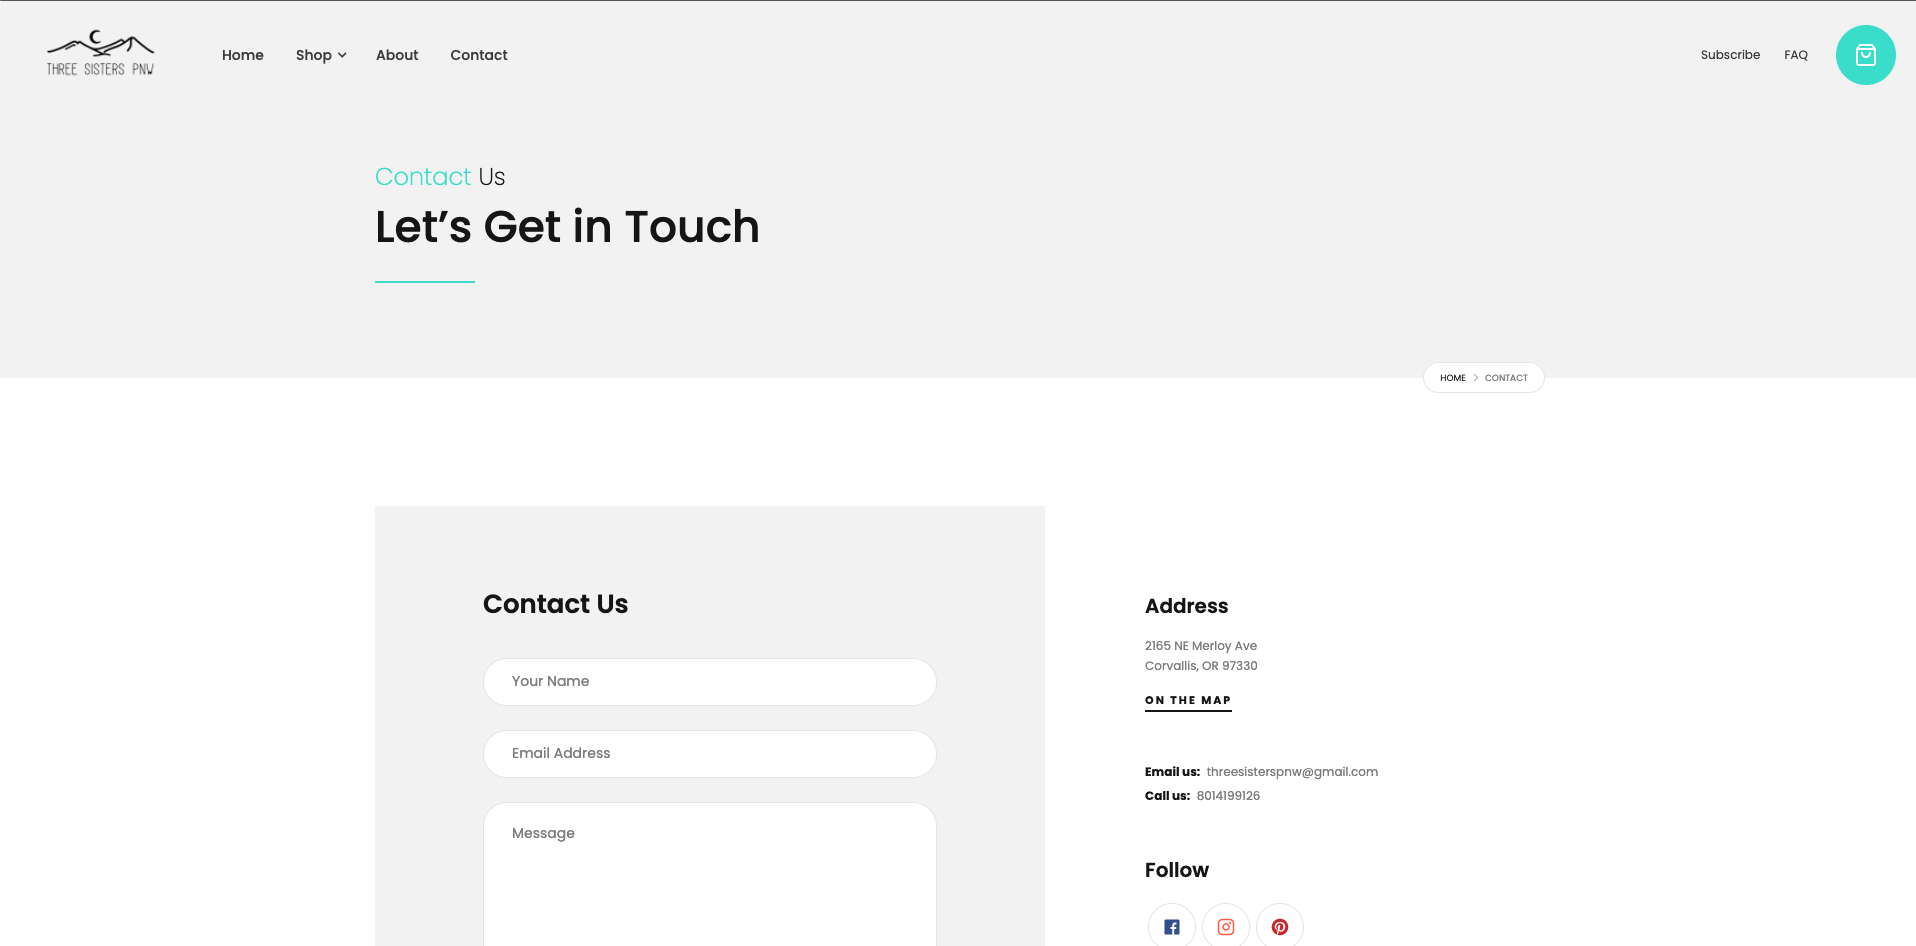 THREE SISTERS PNW
Home Shop About Contact
Subscribe FAQ
Contact Us
Let’s Get in Touch
HOME CONTACT
Contact Us
Your Name
Email Address
Message
Address
2165 NE Merloy Ave
Corvallis, OR 97330
ON THE MAP
Email us: threesisterspnw@gmail.com
Call us: 8014199126
Follow